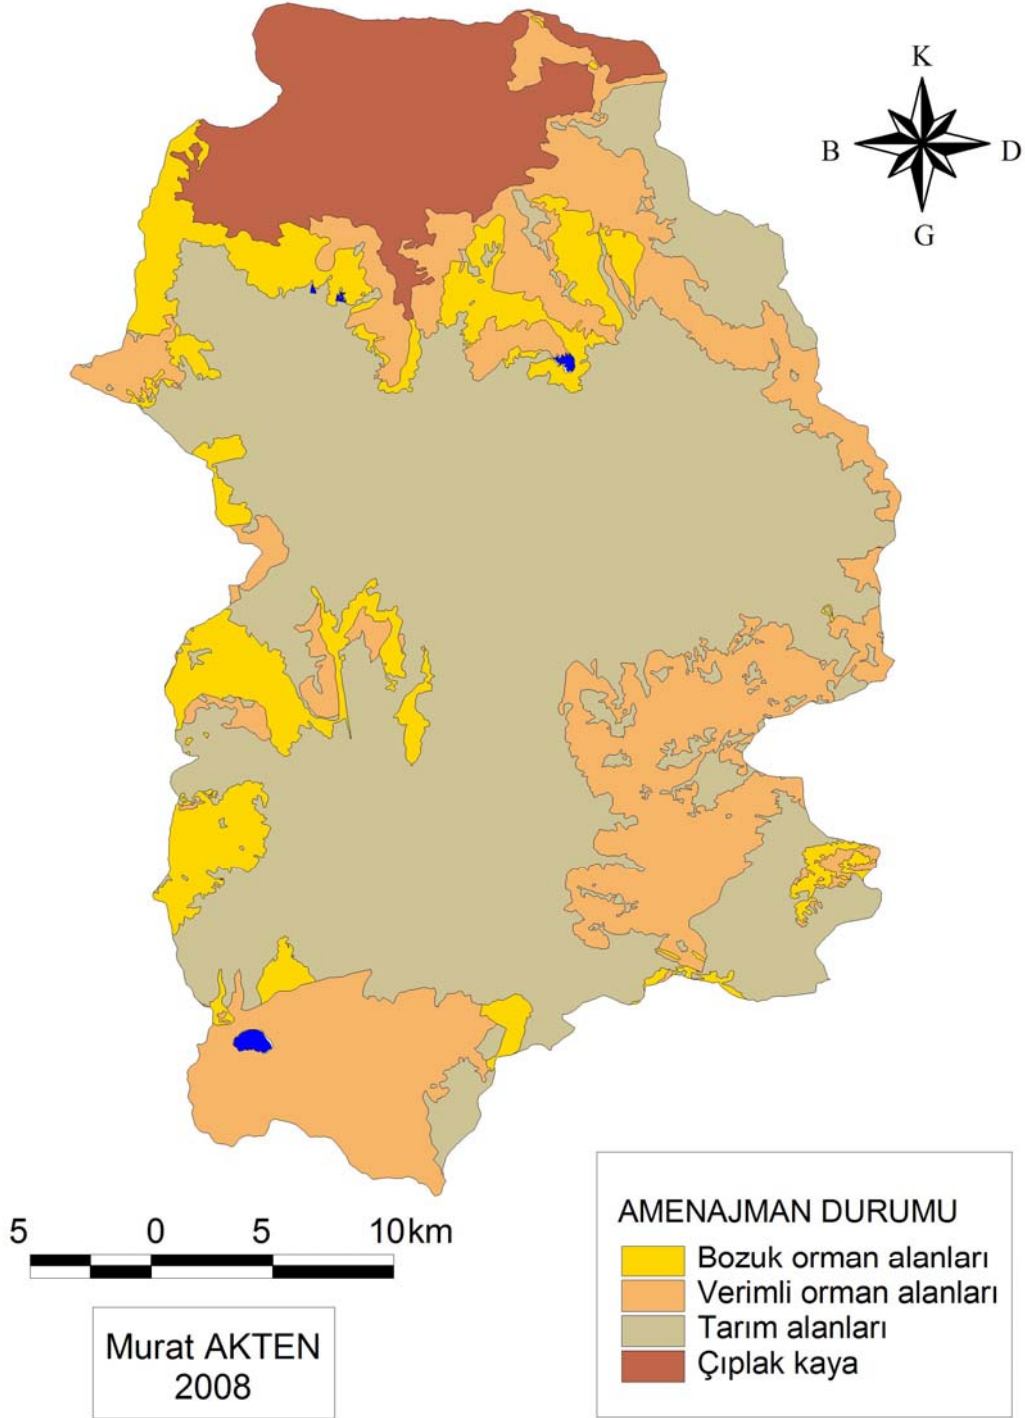 K
B D
G
5 0 5 10km
Murat AKTEN
2008
AMENAJMAN DURUMU
Bozuk orman alanları
Verimli orman alanları
Tarım alanları
Çıplak kaya